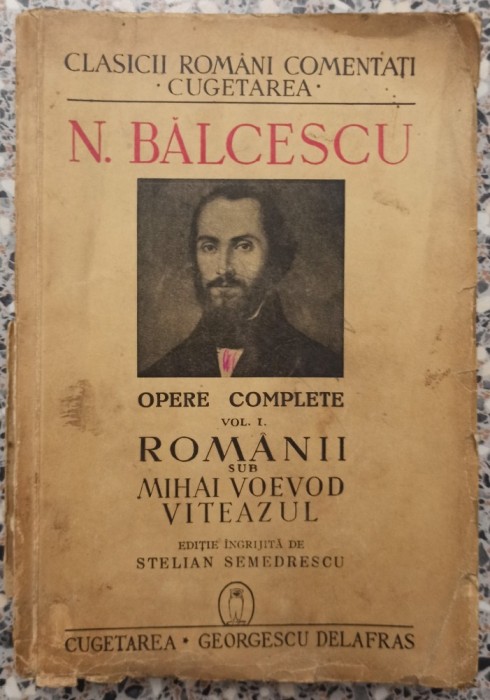 CLASICII ROMÂNI COMENTAȚI
· CUGETAREA ·
N. BĂLCESCU
OPERE COMPLETE
VOL. I.
ROMÂNII
SUB
MIHAI VOEVOD
VITEAZUL
EDIȚIE ÎNGRIJITĂ DE
STELIAN SEMEDRESCU
CUGETAREA • GEORGESCU DELAFRAS